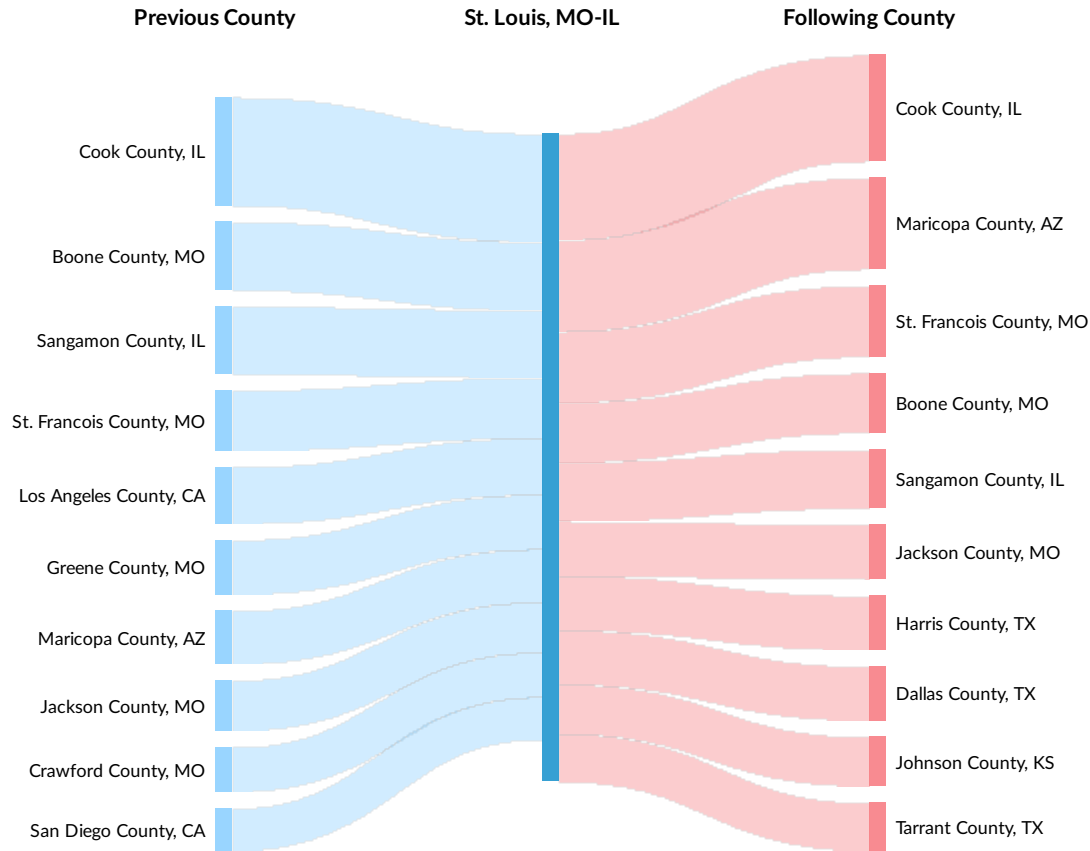 Previous County
St. Louis, MO-IL
Following County
Cook County, IL
Boone County, MO
Sangamon County, IL
St. Francois County, MO
Los Angeles County, CA
Greene County, MO
Maricopa County, AZ
Jackson County, MO
Crawford County, MO
San Diego County, CA
Cook County, IL
Maricopa County, AZ
St. Francois County, MO
Boone County, MO
Sangamon County, IL
Jackson County, MO
Harris County, TX
Dallas County, TX
Johnson County, KS
Tarrant County, TX